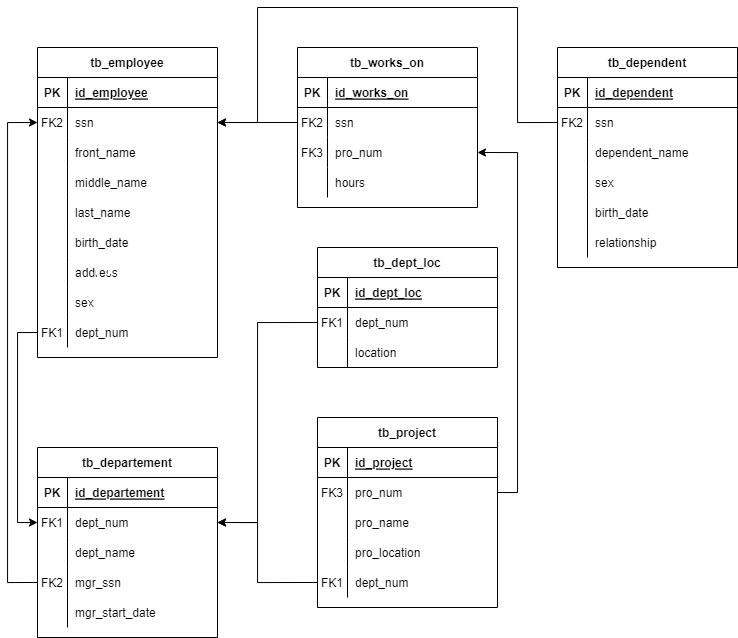 tb_employee
PK id_employee
FK2 ssn
front_name
middle_name
last_name
birth_date
address
sex
FK1 dept_num
tb_works_on
PK id_works_on
FK2 ssn
FK3 pro_num
hours
tb_dependent
PK id_dependent
FK2 ssn
dependent_name
sex
birth_date
relationship
tb_dept_loc
PK id_dept_loc
FK1 dept_num
location
tb_departement
PK id_departement
FK1 dept_num
dept_name
FK2 mgr_ssn
mgr_start_date
tb_project
PK id_project
FK3 pro_num
pro_name
pro_location
FK1 dept_num